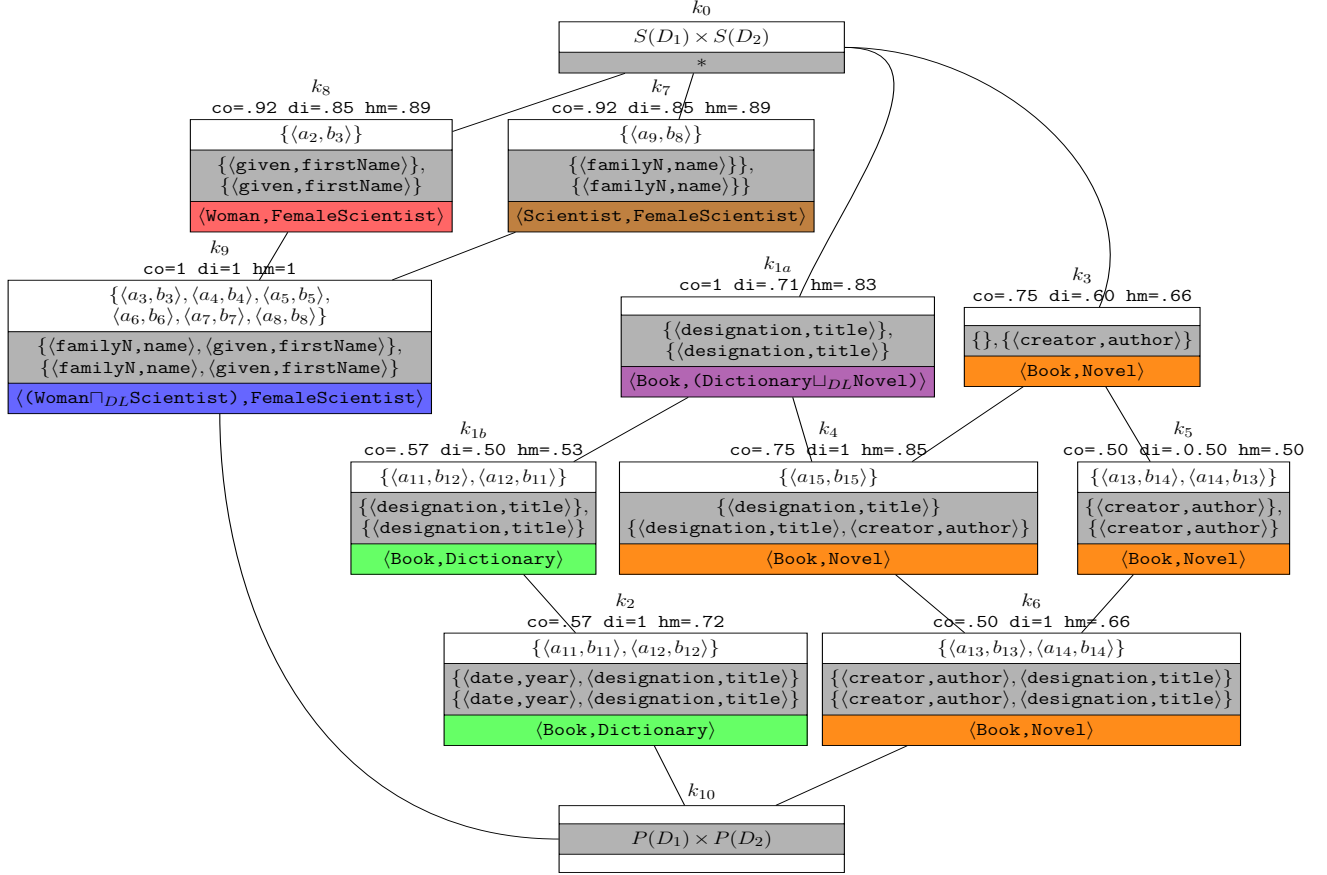 k₀
S(D₁) × S(D₂)
*
k₈
co=.92 di=.85 hm=.89
{⟨a₂, b₃⟩}
{⟨given,firstName⟩},
{⟨given,firstName⟩}
⟨Woman,FemaleScientist⟩
k₇
co=.92 di=.85 hm=.89
{⟨a₉, b₈⟩}
{⟨familyN,name⟩}},
{⟨familyN,name⟩}}
⟨Scientist,FemaleScientist⟩
k₉
co=1 di=1 hm=1
{⟨a₃, b₃⟩, ⟨a₄, b₄⟩, ⟨a₅, b₅⟩,
⟨a₆, b₆⟩, ⟨a₇, b₇⟩, ⟨a₈, b₈⟩}
{⟨familyN,name⟩,⟨given,firstName⟩},
{⟨familyN,name⟩,⟨given,firstName⟩}
⟨(Woman⊓_DL Scientist),FemaleScientist⟩
k₁ₐ
co=1 di=.71 hm=.83
{⟨designation,title⟩},
{⟨designation,title⟩}
⟨Book,(Dictionary⊔_DL Novel)⟩
k₃
co=.75 di=.60 hm=.66
{},{⟨creator,author⟩}
⟨Book,Novel⟩
k_1b
co=.57 di=.50 hm=.53
{⟨a₁₁, b₁₂⟩, ⟨a₁₂, b₁₁⟩}
{⟨designation,title⟩},
{⟨designation,title⟩}
⟨Book,Dictionary⟩
k₄
co=.75 di=1 hm=.85
{⟨a₁₅, b₁₅⟩}
{⟨designation,title⟩}
{⟨designation,title⟩,⟨creator,author⟩}
⟨Book,Novel⟩
k₅
co=.50 di=.0.50 hm=.50
{⟨a₁₃, b₁₄⟩, ⟨a₁₄, b₁₃⟩}
{⟨creator,author⟩},
{⟨creator,author⟩}
⟨Book,Novel⟩
k₂
co=.57 di=1 hm=.72
{⟨a₁₁, b₁₁⟩, ⟨a₁₂, b₁₂⟩}
{⟨date,year⟩,⟨designation,title⟩}
{⟨date,year⟩,⟨designation,title⟩}
⟨Book,Dictionary⟩
k₆
co=.50 di=1 hm=.66
{⟨a₁₃, b₁₃⟩, ⟨a₁₄, b₁₄⟩}
{⟨creator,author⟩,⟨designation,title⟩}
{⟨creator,author⟩,⟨designation,title⟩}
⟨Book,Novel⟩
k₁₀
P(D₁) × P(D₂)